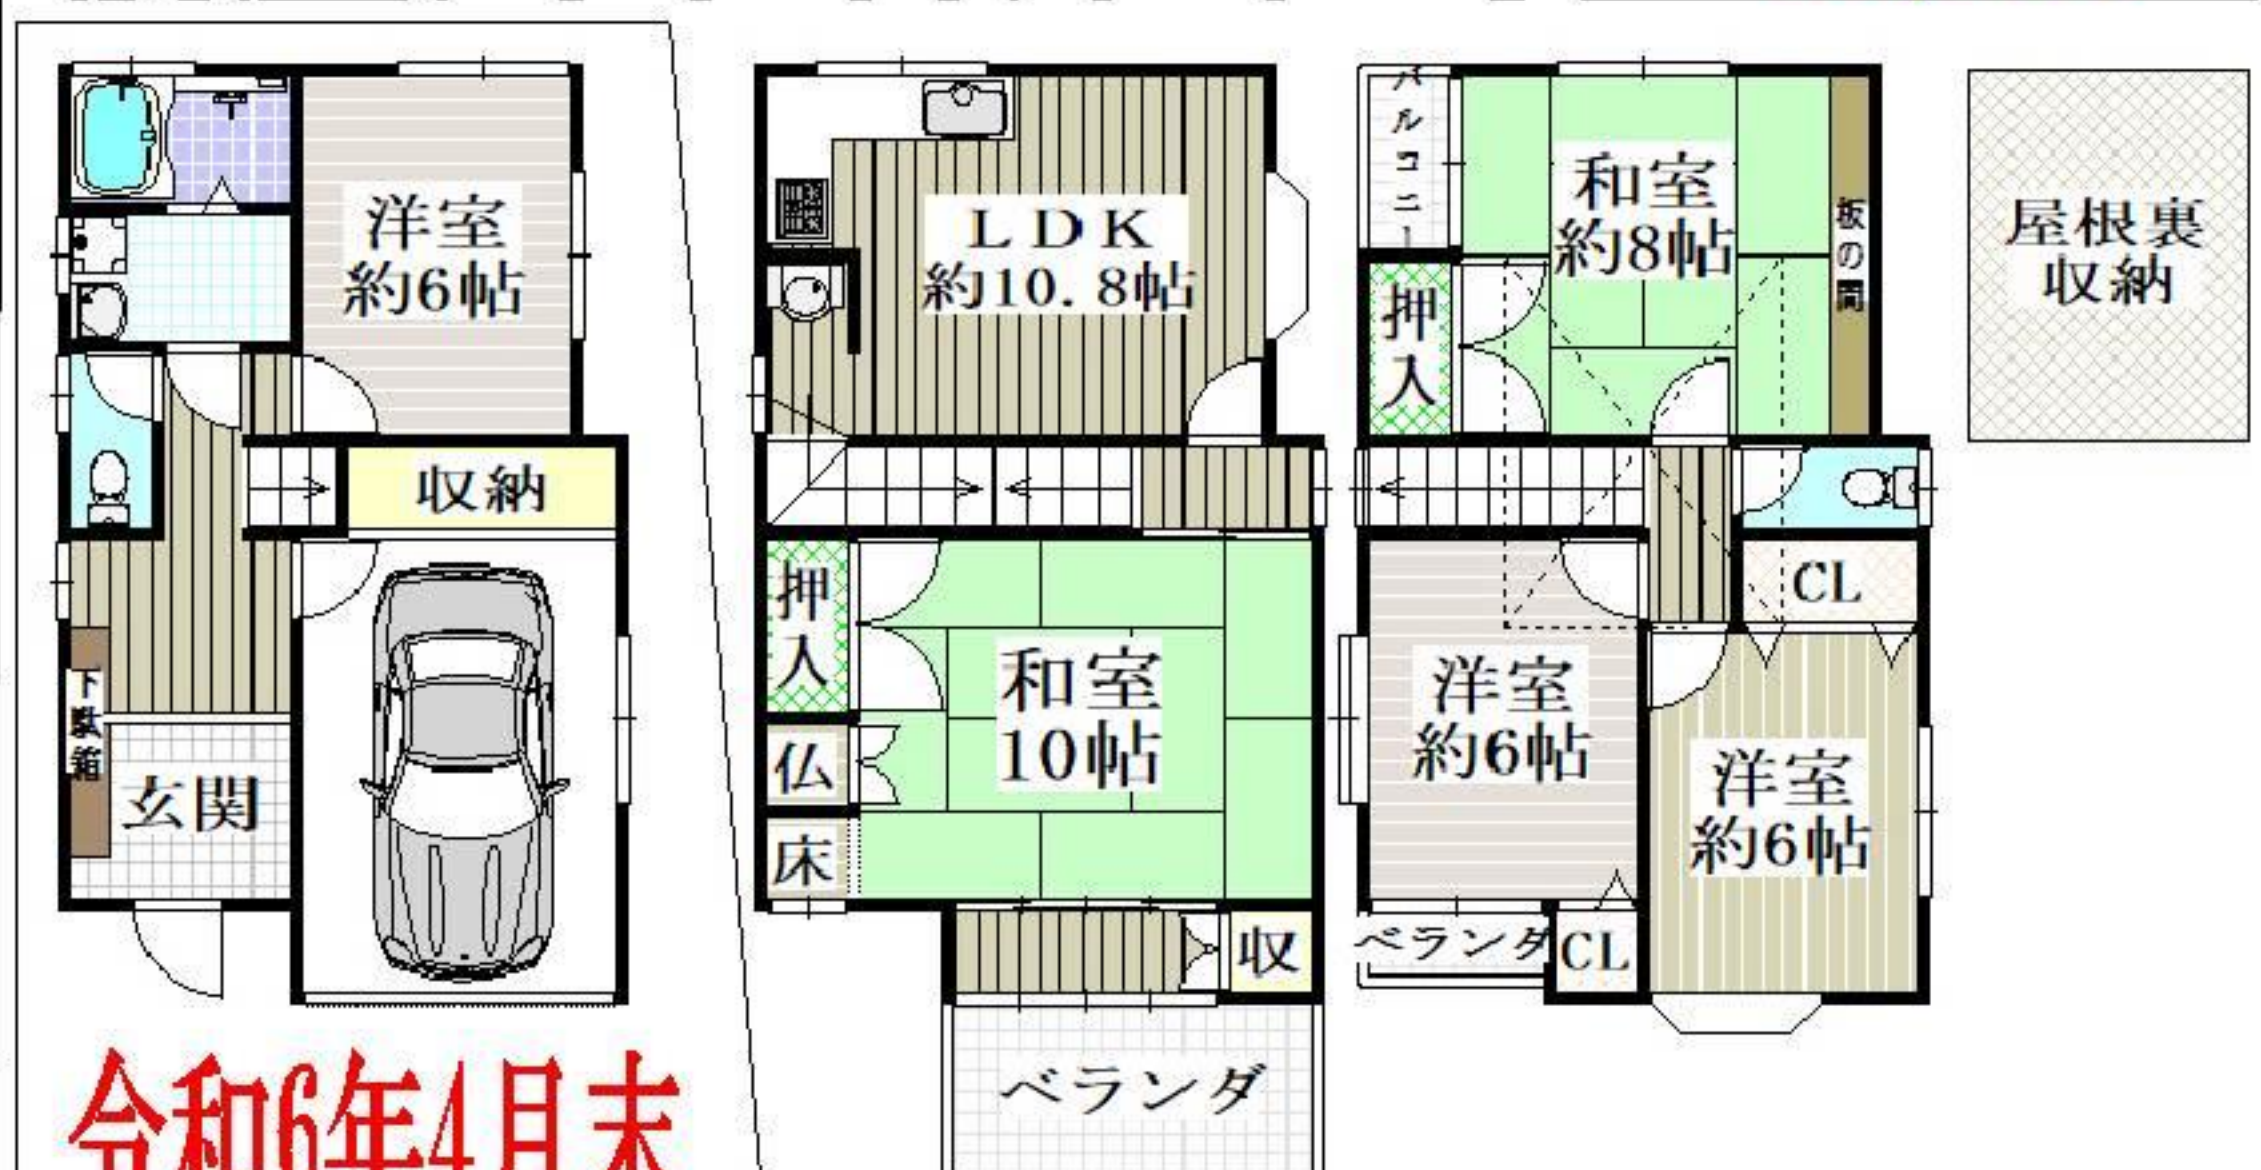 洋室
約6帖
収納
下駄箱
玄関
令和6年4月末
LDK
約10.8帖
押入
和室
10帖
仏
床
収
ベランダ
バルコニー
和室
約8帖
板の間
押入
CL
洋室
約6帖
洋室
約6帖
ベランダ
CL
屋根裏
収納